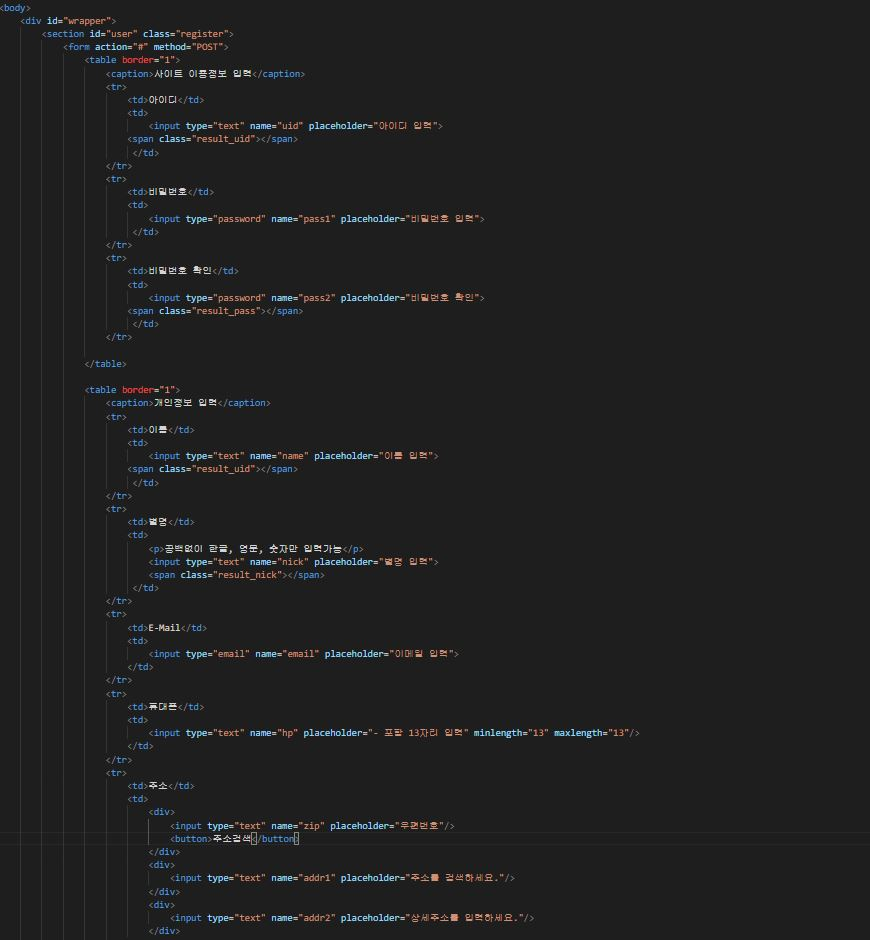 <body>
<div id="wrapper">
<section id="user" class="register">
<form action="#" method="POST">
<table border="1">
<caption>사이트 이용정보 입력</caption>
<tr>
<td>아이디</td>
<td>
<input type="text" name="uid" placeholder="아이디 입력">
<span class="result_uid"></span>
</td>
</tr>
<tr>
<td>비밀번호</td>
<td>
<input type="password" name="pass1" placeholder="비밀번호 입력">
</td>
</tr>
<tr>
<td>비밀번호 확인</td>
<td>
<input type="password" name="pass2" placeholder="비밀번호 확인">
<span class="result_pass"></span>
</td>
</tr>
</table>
<table border="1">
<caption>개인정보 입력</caption>
<tr>
<td>이름</td>
<td>
<input type="text" name="name" placeholder="이름 입력">
<span class="result_uid"></span>
</td>
</tr>
<tr>
<td>별명</td>
<td>
<p>공백없이 한글, 영문, 숫자만 입력가능</p>
<input type="text" name="nick" placeholder="별명 입력">
<span class="result_nick"></span>
</td>
</tr>
<tr>
<td>E-Mail</td>
<td>
<input type="email" name="email" placeholder="이메일 입력">
</td>
</tr>
<tr>
<td>휴대폰</td>
<td>
<input type="text" name="hp" placeholder="- 포함 13자리 입력" minlength="13" maxlength="13"/>
</td>
</tr>
<tr>
<td>주소</td>
<td>
<div>
<input type="text" name="zip" placeholder="우편번호"/>
<button>주소검색</button>
</div>
<div>
<input type="text" name="addr1" placeholder="주소를 검색하세요."/>
</div>
<div>
<input type="text" name="addr2" placeholder="상세주소를 입력하세요."/>
</div>